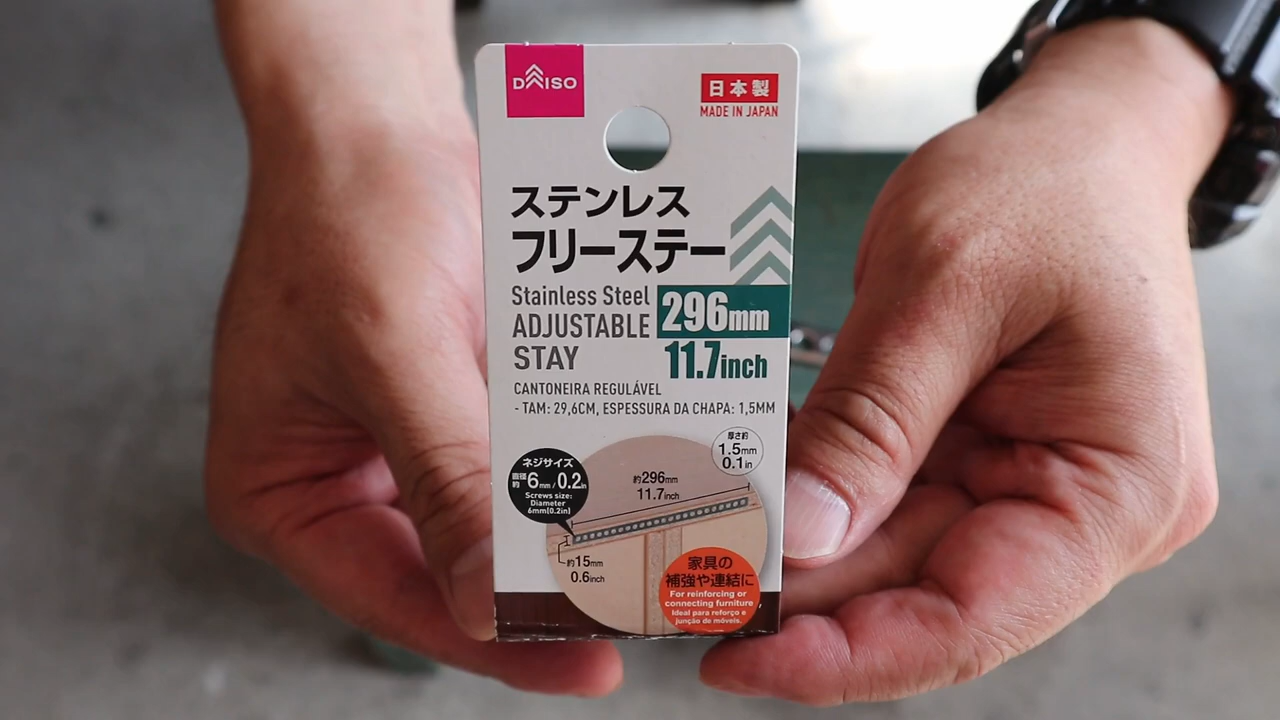 DAISO
日本製
MADE IN JAPAN
ステンレス
フリーステー
Stainless Steel
ADJUSTABLE
STAY
296mm
11.7inch
CANTONEIRA REGULÁVEL
- TAM: 29,6CM, ESPESSURA DA CHAPA: 1,5MM
厚さ約
1.5mm
0.1in
ネジサイズ
直径約6mm/0.2in
Screws size:
Diameter
6mm(0.2in)
約296mm
11.7inch
約15mm
0.6inch
家具の
補強や連結に
For reinforcing or
connecting furniture
Ideal para reforço e
junção de móveis.